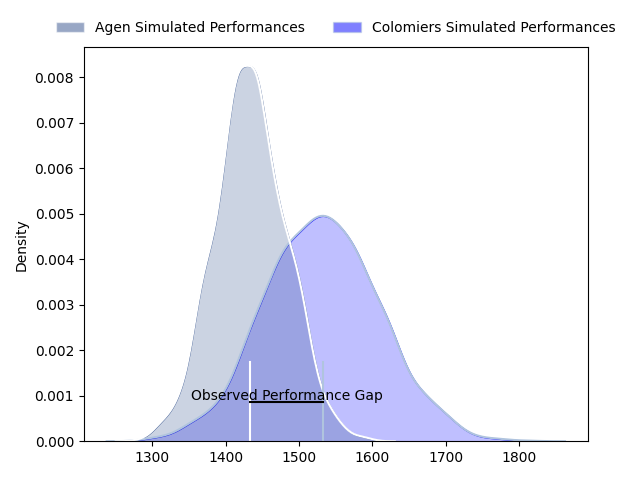 Agen Simulated Performances
Colomiers Simulated Performances
0.008
0.007
0.006
0.005
0.004
0.003
0.002
0.001
0.000
Density
Observed Performance Gap
1300 1400 1500 1600 1700 1800